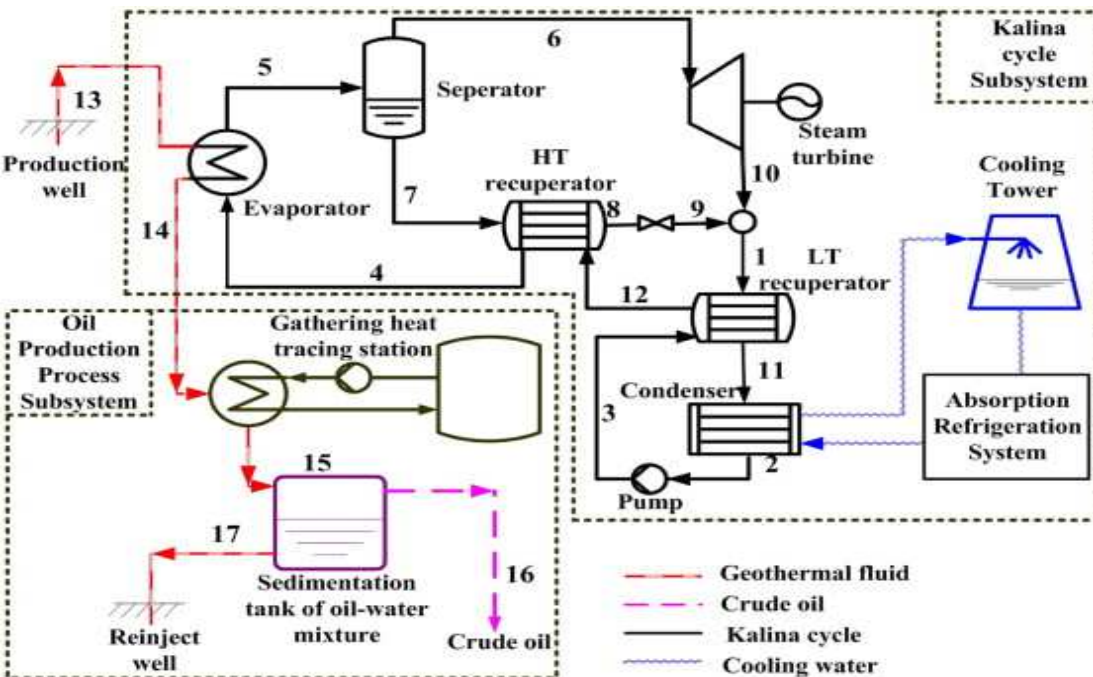 6
Kalina
cycle
Subsystem
5
13
Seperator
Steam
turbine
Production
well
HT
recuperator
10
Cooling
Tower
7
8
9
Evaporator
14
1
LT
recuperator
4
12
Oil
Production
Process
Subsystem
Gathering heat
tracing station
11
Condenser
3
Absorption
Refrigeration
System
2
15
Pump
17
16
Geothermal fluid
Sedimentation
tank of oil-water
mixture
Crude oil
Reinject
well
Crude oil
Kalina cycle
Cooling water